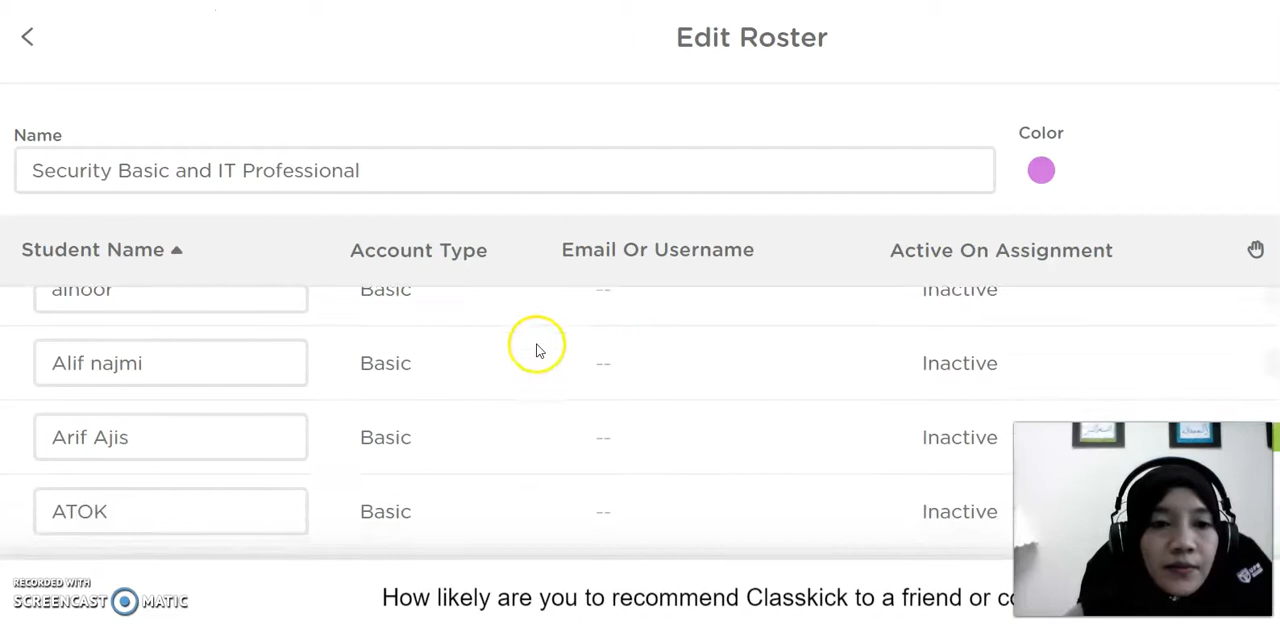 Edit Roster
Name
Color
Security Basic and IT Professional
Student Name
Account Type
Email Or Username
Active On Assignment
ainoor
Basic
--
Inactive
Alif najmi
Basic
--
Inactive
Arif Ajis
Basic
--
Inactive
ATOK
Basic
--
Inactive
RECORDED WITH
SCREENCAST MATIC
How likely are you to recommend Classkick to a friend or co